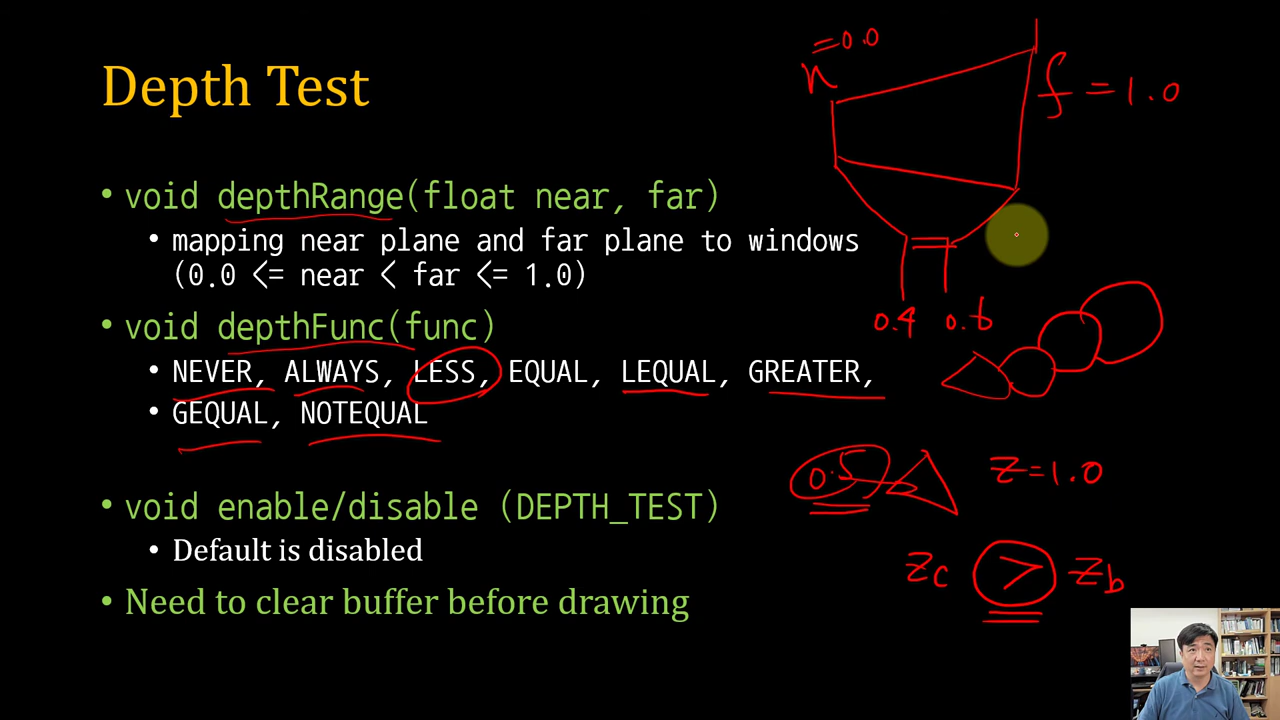 Depth Test
• void depthRange(float near, far)
• mapping near plane and far plane to windows
(0.0 <= near < far <= 1.0)
• void depthFunc(func)
• NEVER, ALWAYS, LESS, EQUAL, LEQUAL, GREATER,
• GEQUAL, NOTEQUAL
• void enable/disable (DEPTH_TEST)
• Default is disabled
• Need to clear buffer before drawing
=0.0
n
f = 1.0
0.4 0.6
0.5
z=1.0
zc > zb